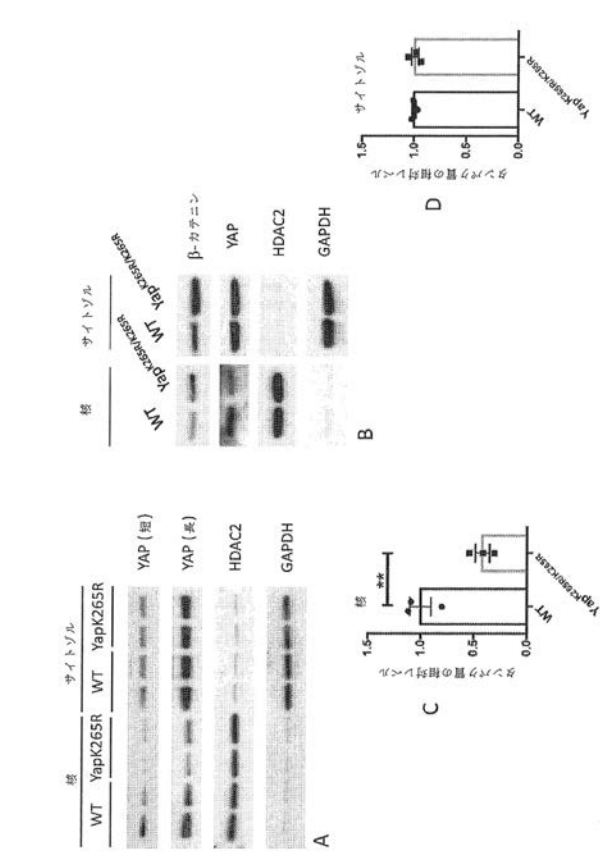 核 サイトゾル
WT YapK265R WT YapK265R
YAP (短)
YAP (長)
HDAC2
GAPDH
A
核 サイトゾル
WT YapK265R/K265R WT YapK265R/K265R
β-カテニン
YAP
HDAC2
GAPDH
B
核
**
タンパク質の相対レベル
1.5
1.0
0.5
0.0
WT YapK265R/K265R
C
サイトゾル
タンパク質の相対レベル
1.5
1.0
0.5
0.0
WT YapK265R/K265R
D